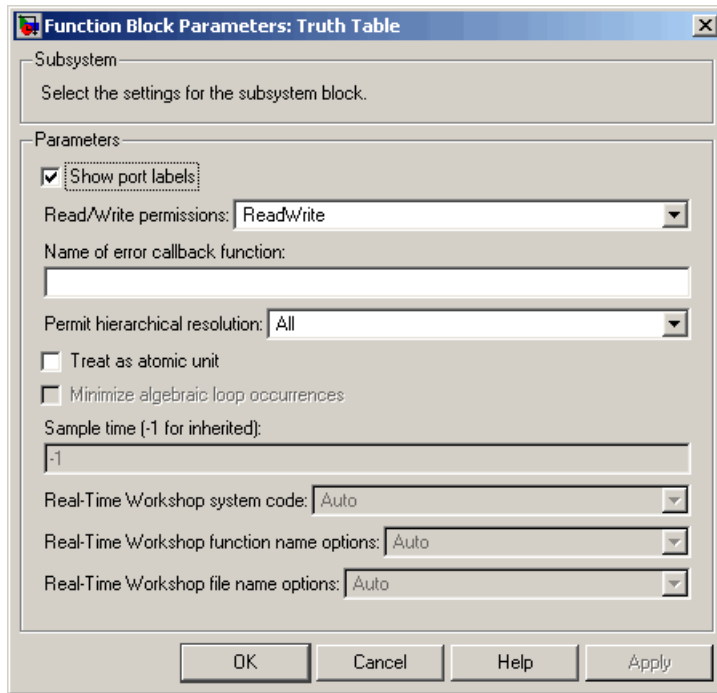 Function Block Parameters: Truth Table
Subsystem
Select the settings for the subsystem block.
Parameters
Show port labels
Read/Write permissions: ReadWrite
Name of error callback function:
Permit hierarchical resolution: All
Treat as atomic unit
Minimize algebraic loop occurrences
Sample time (-1 for inherited):
-1
Real-Time Workshop system code: Auto
Real-Time Workshop function name options: Auto
Real-Time Workshop file name options: Auto
OK Cancel Help Apply